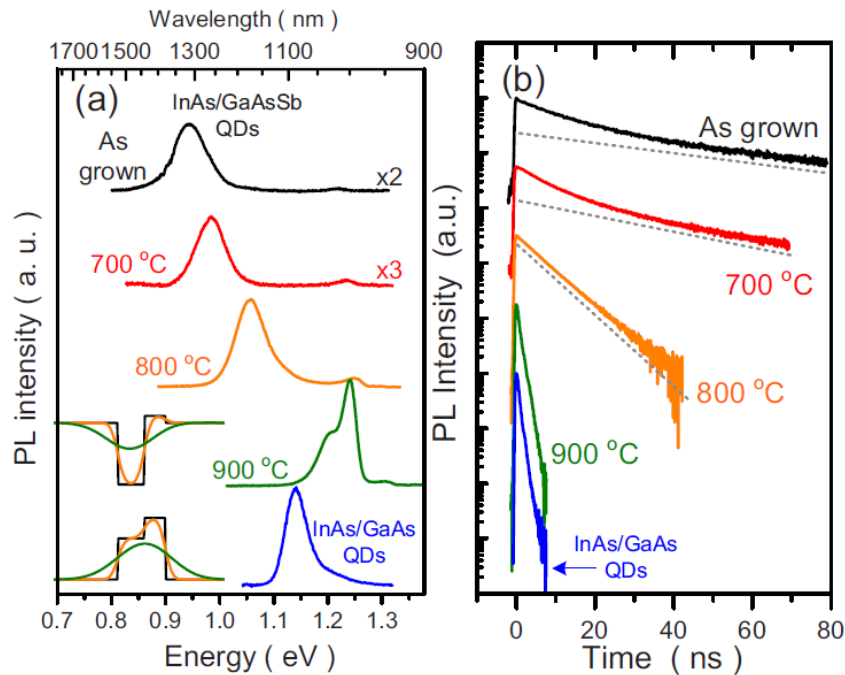 Wavelength ( nm )
1700 1500 1300 1100 900
(a)
InAs/GaAsSb
QDs
As
grown
x2
700 °C
x3
800 °C
900 °C
InAs/GaAs
QDs
PL intensity ( a. u. )
0.7 0.8 0.9 1.0 1.1 1.2 1.3
Energy ( eV )
(b)
As grown
700 °C
800 °C
900 °C
InAs/GaAs
QDs
PL Intensity (a.u.)
0 20 40 60 80
Time ( ns )